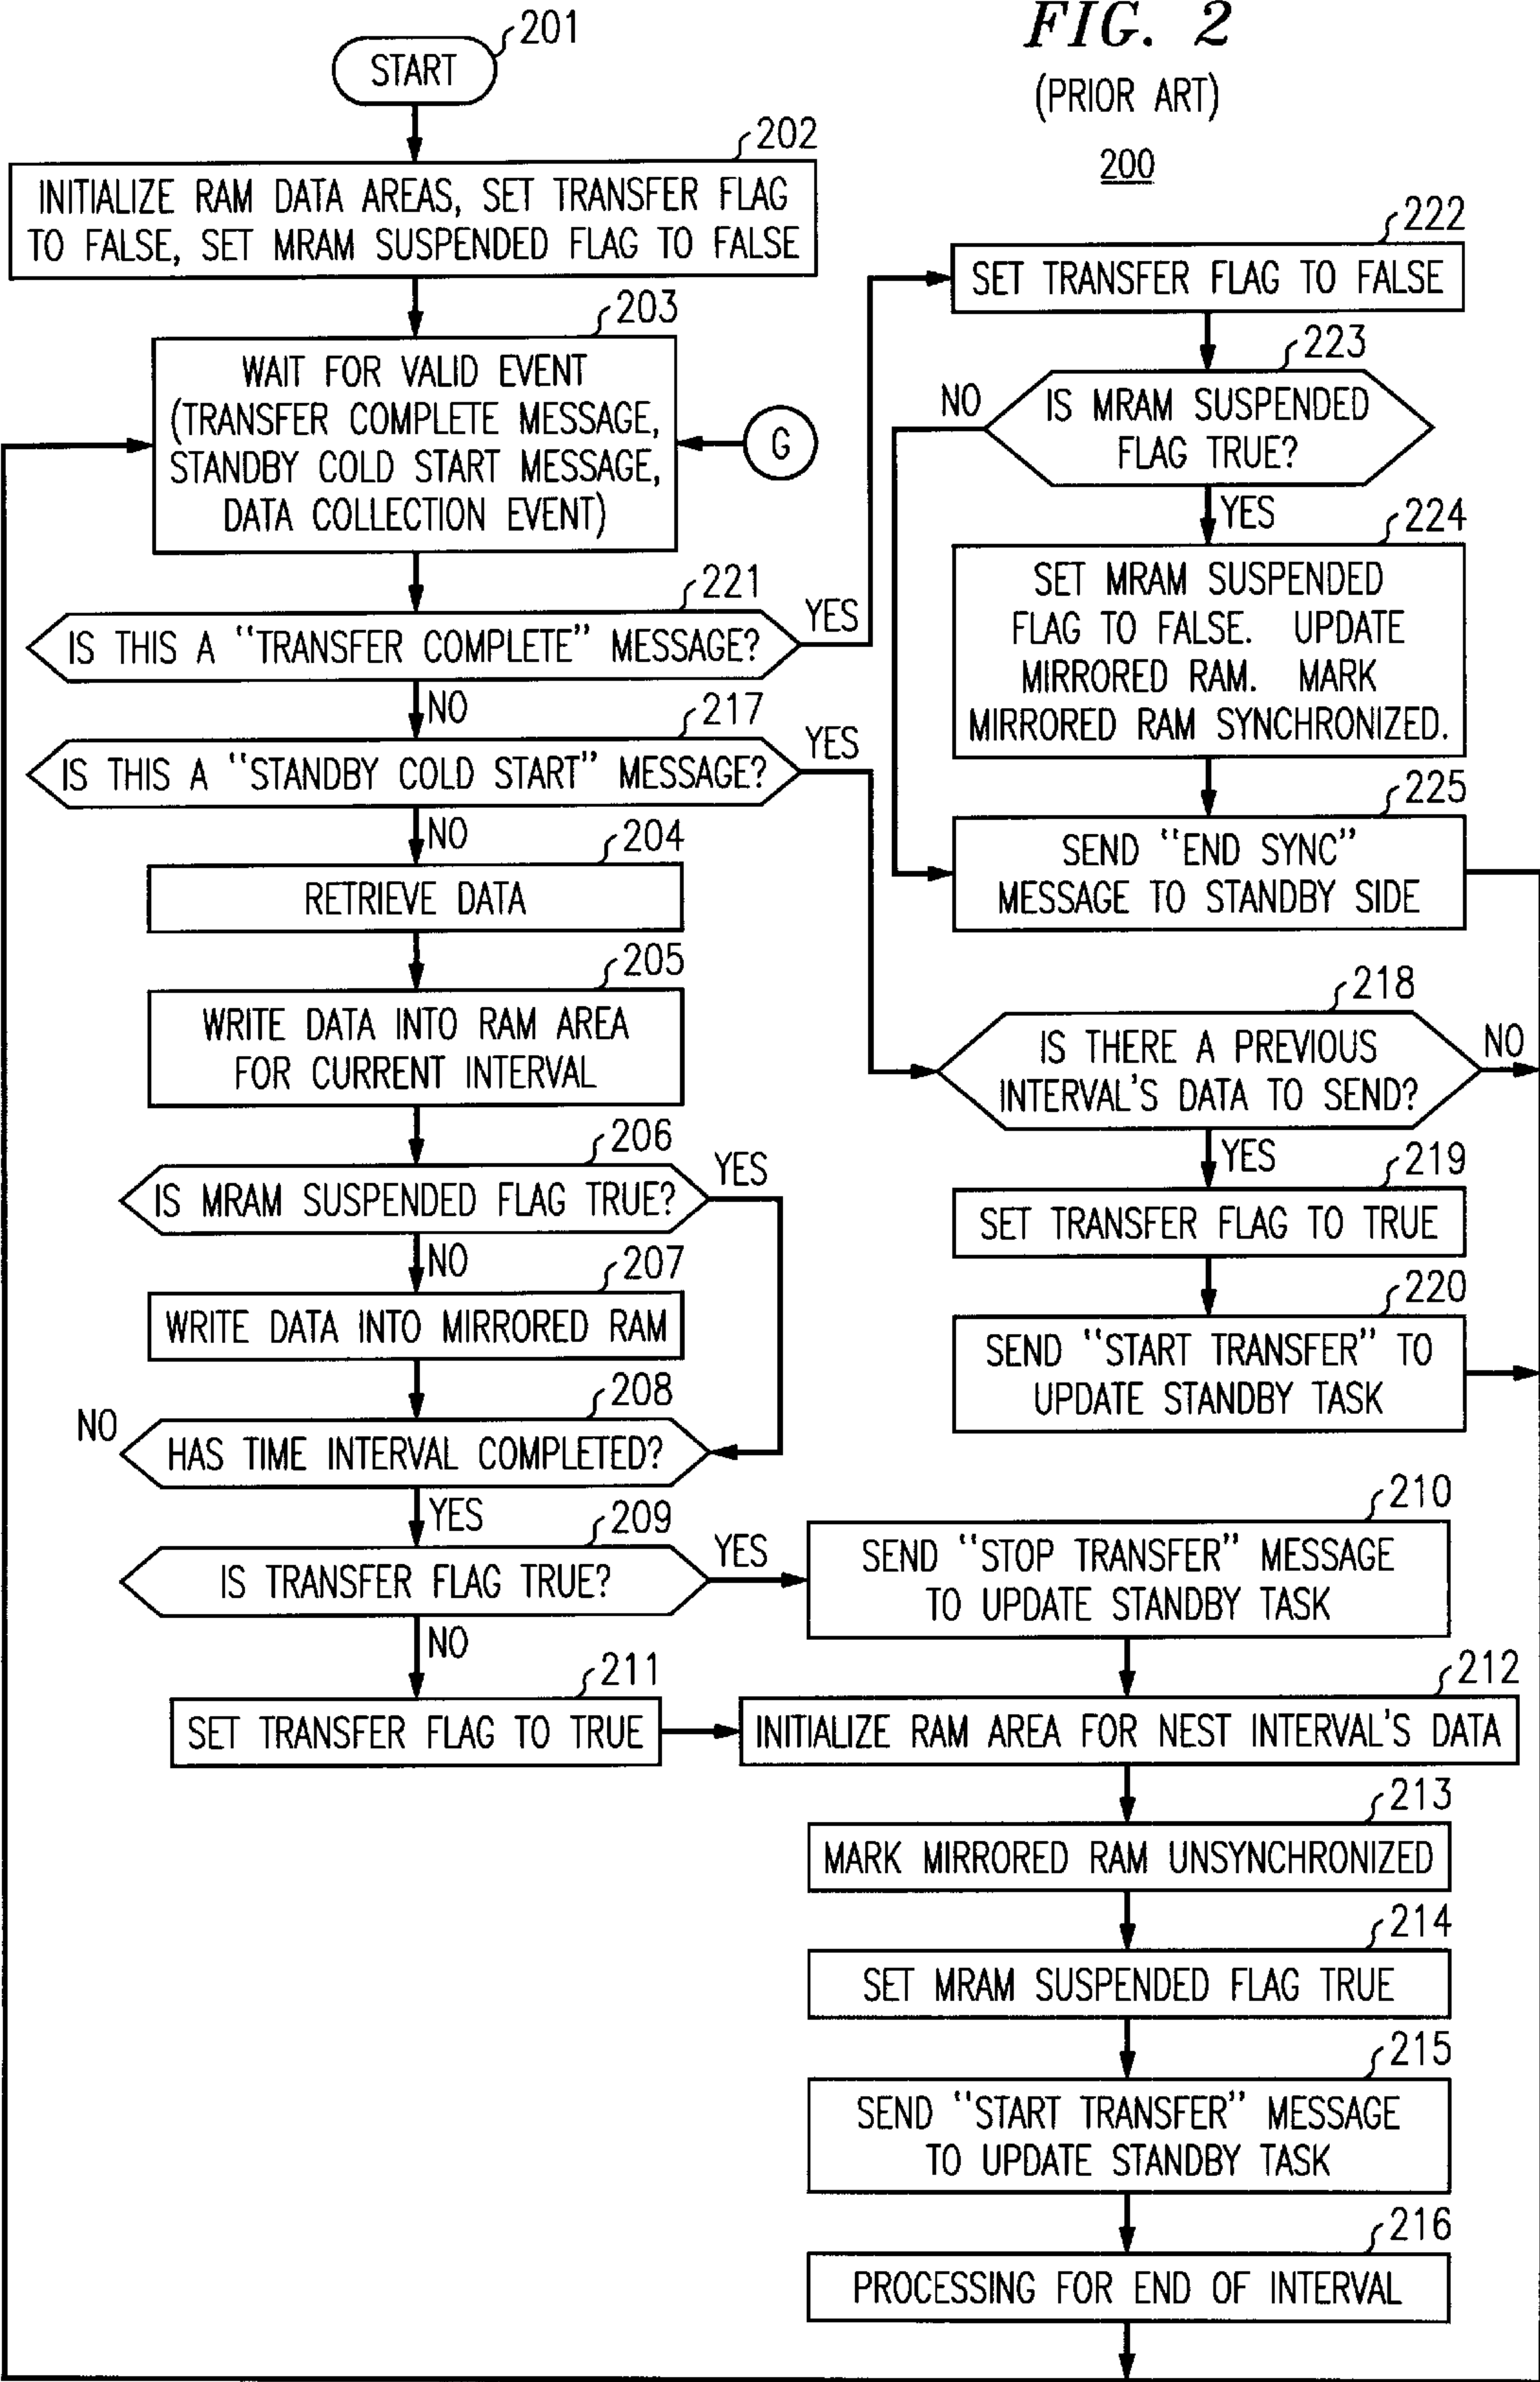 FIG. 2
(PRIOR ART)
200
201
START
202
INITIALIZE RAM DATA AREAS, SET TRANSFER FLAG
TO FALSE, SET MRAM SUSPENDED FLAG TO FALSE
203
WAIT FOR VALID EVENT
(TRANSFER COMPLETE MESSAGE,
STANDBY COLD START MESSAGE,
DATA COLLECTION EVENT)
G
221
IS THIS A "TRANSFER COMPLETE" MESSAGE?
YES
NO
217
IS THIS A "STANDBY COLD START" MESSAGE?
YES
NO
204
RETRIEVE DATA
205
WRITE DATA INTO RAM AREA
FOR CURRENT INTERVAL
206
IS MRAM SUSPENDED FLAG TRUE?
YES
NO
207
WRITE DATA INTO MIRRORED RAM
208
NO
HAS TIME INTERVAL COMPLETED?
YES
209
IS TRANSFER FLAG TRUE?
YES
NO
211
SET TRANSFER FLAG TO TRUE
222
SET TRANSFER FLAG TO FALSE
223
NO
IS MRAM SUSPENDED
FLAG TRUE?
YES
224
SET MRAM SUSPENDED
FLAG TO FALSE. UPDATE
MIRRORED RAM. MARK
MIRRORED RAM SYNCHRONIZED.
225
SEND "END SYNC"
MESSAGE TO STANDBY SIDE
218
IS THERE A PREVIOUS
INTERVAL'S DATA TO SEND?
NO
YES
219
SET TRANSFER FLAG TO TRUE
220
SEND "START TRANSFER" TO
UPDATE STANDBY TASK
210
SEND "STOP TRANSFER" MESSAGE
TO UPDATE STANDBY TASK
212
INITIALIZE RAM AREA FOR NEST INTERVAL'S DATA
213
MARK MIRRORED RAM UNSYNCHRONIZED
214
SET MRAM SUSPENDED FLAG TRUE
215
SEND "START TRANSFER" MESSAGE
TO UPDATE STANDBY TASK
216
PROCESSING FOR END OF INTERVAL